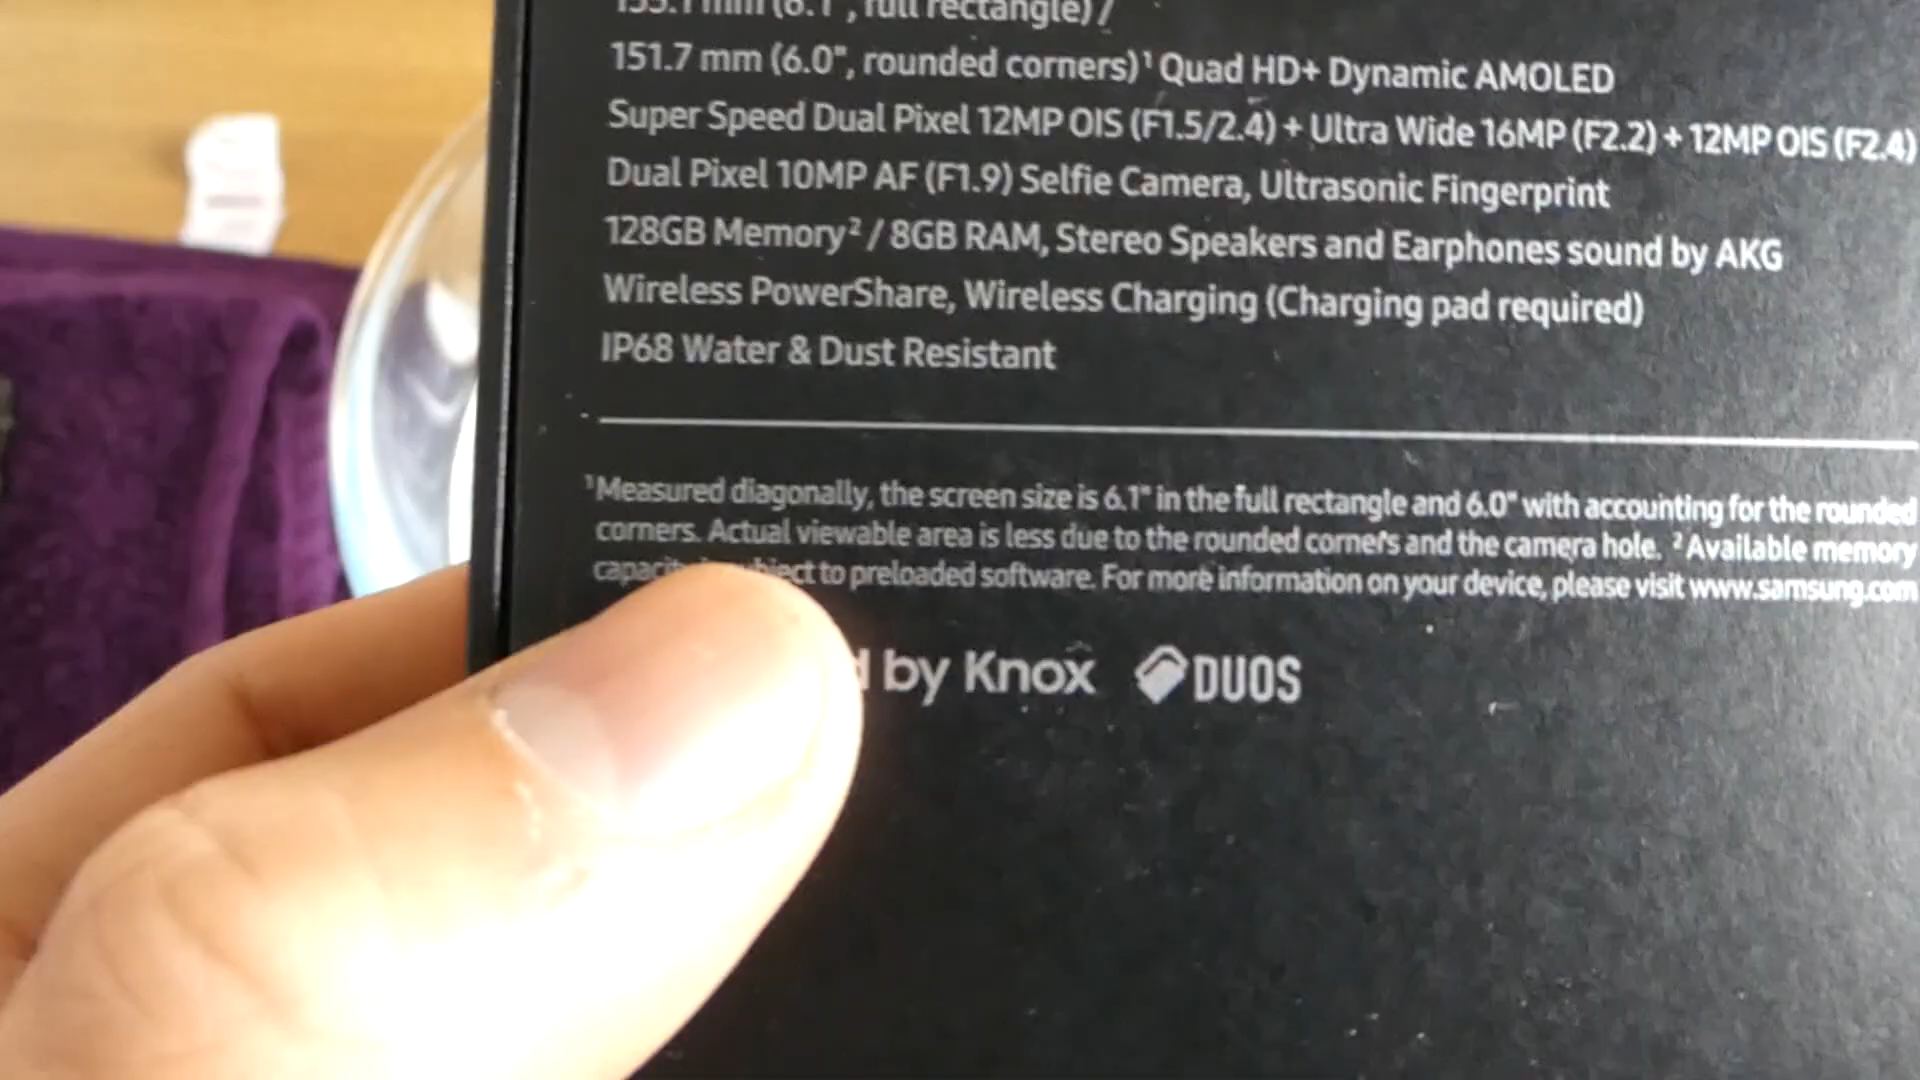 (6.1", full rectangle) /
151.7 mm (6.0", rounded corners)¹ Quad HD+ Dynamic AMOLED
Super Speed Dual Pixel 12MP OIS (F1.5/2.4) + Ultra Wide 16MP (F2.2) + 12MP OIS (F2.4)
Dual Pixel 10MP AF (F1.9) Selfie Camera, Ultrasonic Fingerprint
128GB Memory² / 8GB RAM, Stereo Speakers and Earphones sound by AKG
Wireless PowerShare, Wireless Charging (Charging pad required)
IP68 Water & Dust Resistant
¹Measured diagonally, the screen size is 6.1" in the full rectangle and 6.0" with accounting for the rounded
corners. Actual viewable area is less due to the rounded corners and the camera hole. ²Available memory
to preloaded software. For more information on your device, please visit www.samsung.com
by Knox DUOS